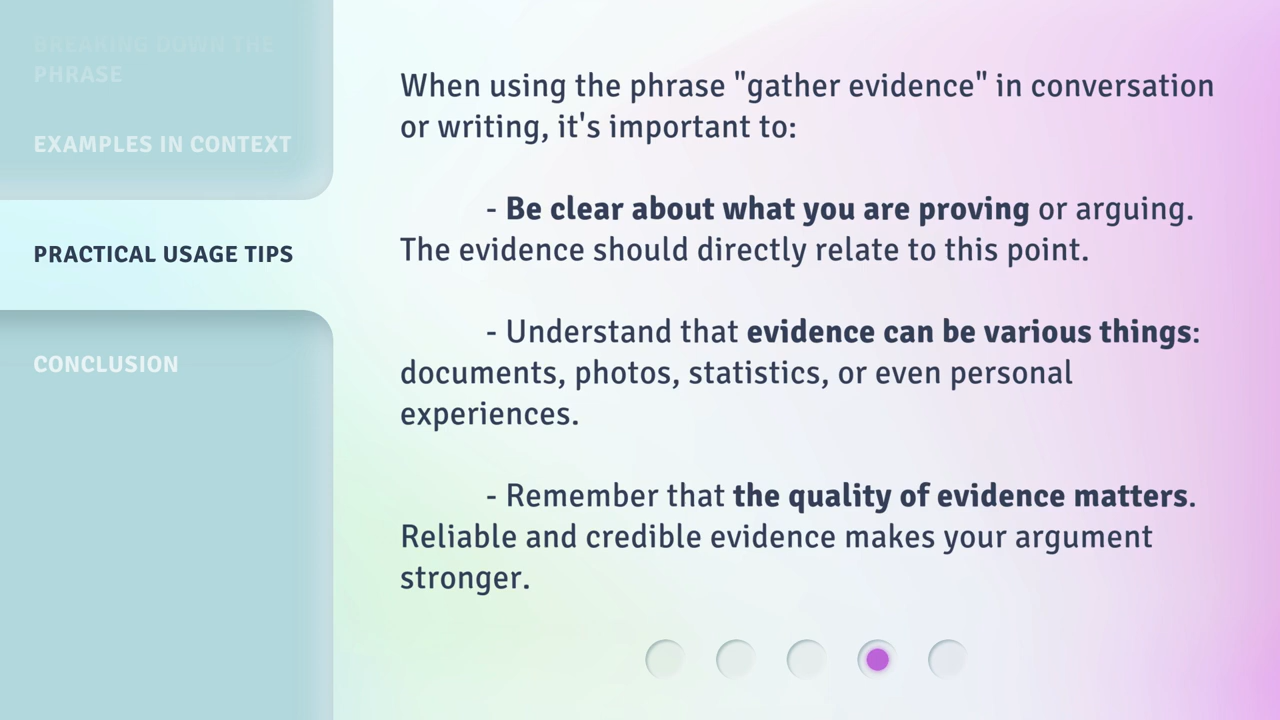 BREAKING DOWN THE
PHRASE
EXAMPLES IN CONTEXT
PRACTICAL USAGE TIPS
CONCLUSION
When using the phrase "gather evidence" in conversation
or writing, it's important to:
- Be clear about what you are proving or arguing.
The evidence should directly relate to this point.
- Understand that evidence can be various things:
documents, photos, statistics, or even personal
experiences.
- Remember that the quality of evidence matters.
Reliable and credible evidence makes your argument
stronger.